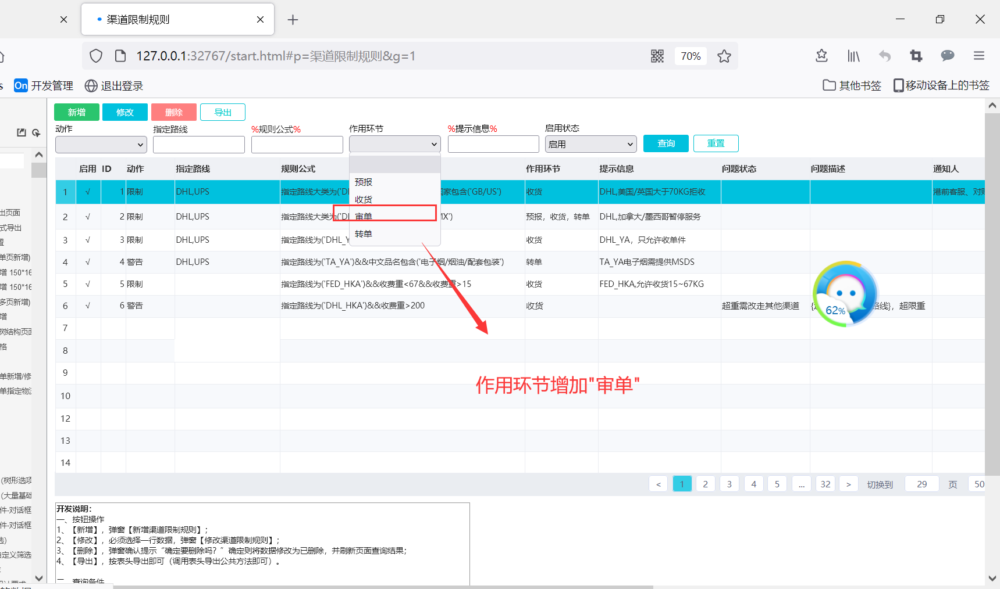 渠道限制规则
127.0.0.1:32767/start.html#p=渠道限制规则&g=1
70%
s
On 开发管理
退出登录
其他书签
移动设备上的书签
新增
修改
删除
导出
动作
指定路线
%规则公式%
作用环节
%提示信息%
启用状态
启用
查询
重置
预报
收货
审单
转单
启用 ID 动作 指定路线 规则公式 作用环节 提示信息 问题状态 问题描述 通知人
1 √ 1 限制 DHL,UPS 指定路线大类为('DH 国家包含('GB/US') 收货 DHL,美国/英国大于70KG拒收 港前客服、对账
2 √ 2 限制 DHL,UPS 指定路线大类为('DH MX') 预报，收货，转单 DHL,加拿大/墨西哥暂停服务
3 √ 3 限制 DHL,UPS 指定路线为('DHL_Y 收货 DHL_YA，只允许收单件
4 √ 4 警告 DHL,UPS 指定路线为('TA_YA')&&中文品名包含('电子烟/烟油/配套包装') 转单 TA_YA电子烟需提供MSDS
5 √ 5 限制 指定路线为('FED_HKA')&&收费重<67&&收费重>15 收货 FED_HKA,允许收货15~67KG
6 √ 6 警告 指定路线为('DHL_HKA')&&收费重>200 收货 超重需改走其他渠道 路线}，超限重
62%
7
8
9
10
12
13
14
作用环节增加"审单"
< 1 2 3 4 5 ... 32 > 切换到 29 页 50
出页面
式导出
置
单页新增)
增 150*16
增 150*16
多页新增)
增
树结构页面
格
单新增/修
单指定物流
(树形选项
(大量基础
件-对话框
件-对话框
选)
自定义筛选
开发说明：
一、按钮操作
1、【新增】，弹窗【新增渠道限制规则】；
2、【修改】，必须选择一行数据，弹窗【修改渠道限制规则】；
3、【删除】，弹窗确认提示“确定要删除吗？”确定则将数据修改为已删除，并刷新页面查询结果；
4、【导出】，按表头导出即可（调用表头导出公共方法即可）。
二、查询条件